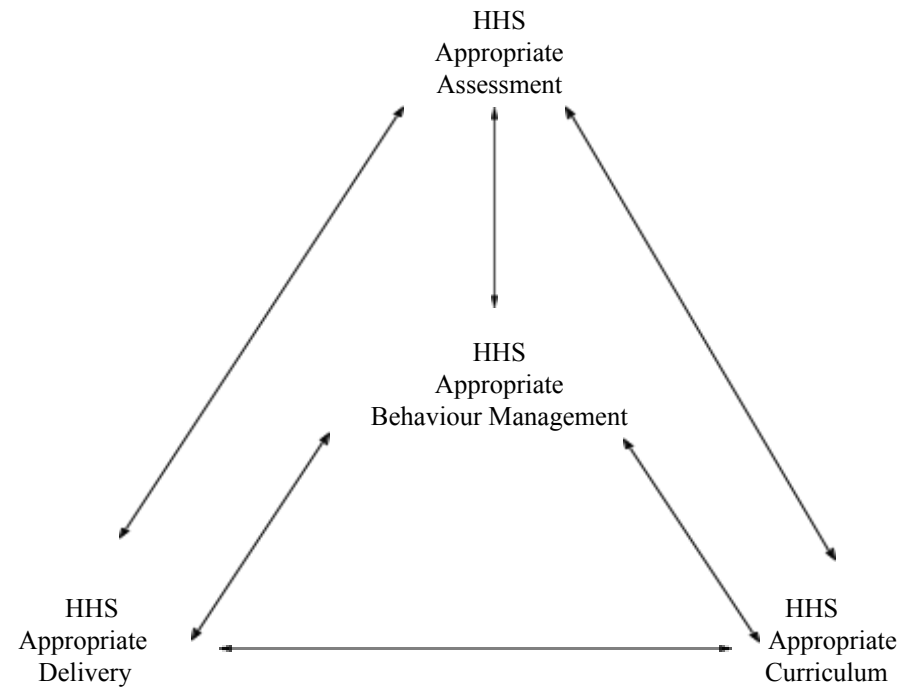 HHS
Appropriate
Assessment
HHS
Appropriate
Behaviour Management
HHS
Appropriate
Delivery
HHS
Appropriate
Curriculum